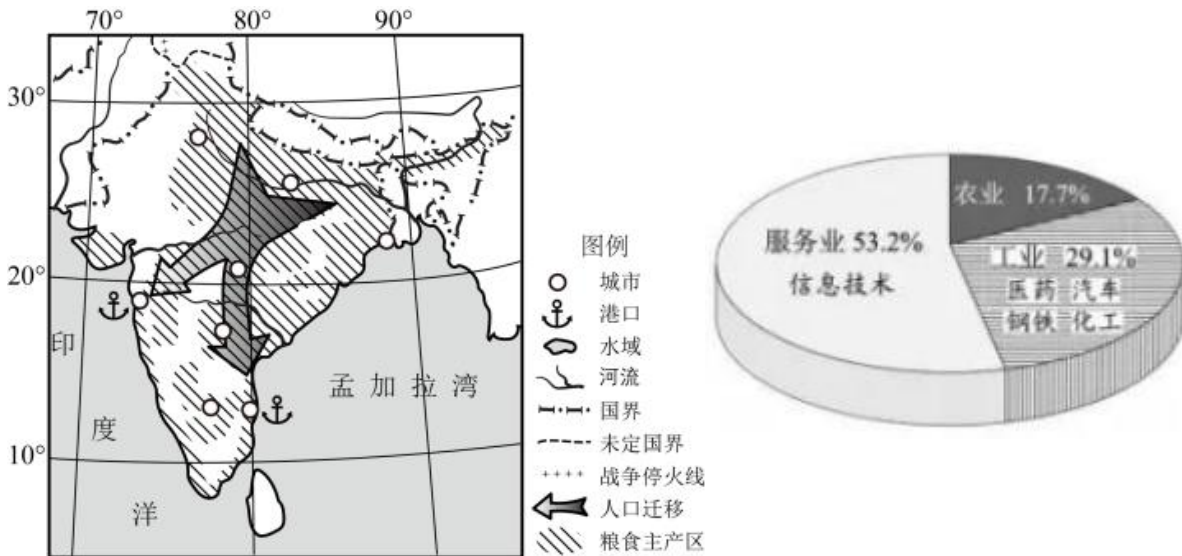 70° 80° 90°
30°
20°
10°
印
度
洋
孟加拉湾
图例
城市
港口
水域
河流
国界
未定国界
战争停火线
人口迁移
粮食主产区
农业 17.7%
服务业 53.2%
信息技术
工业 29.1%
医药 汽车
钢铁 化工